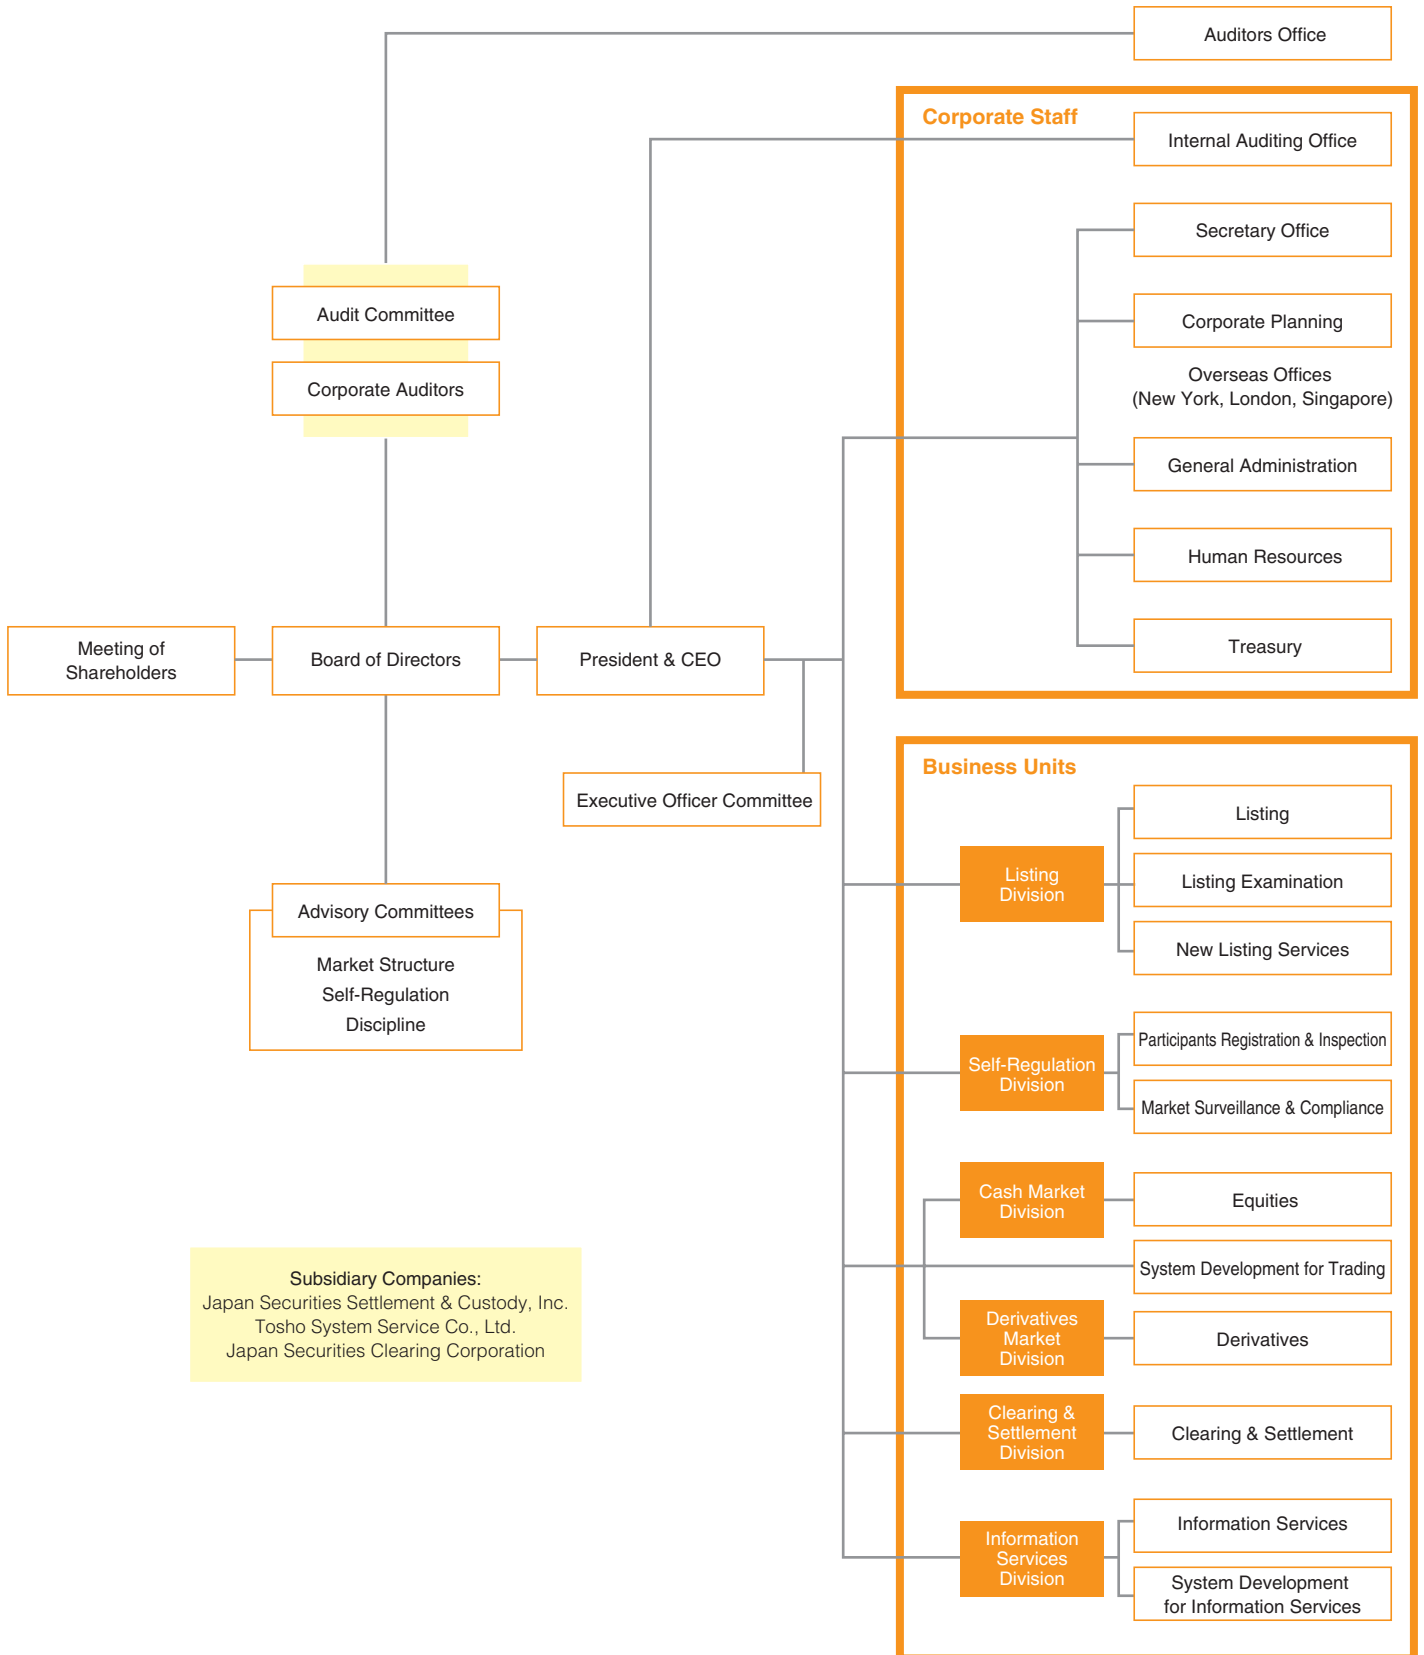 Auditors Office
Corporate Staff
Internal Auditing Office
Secretary Office
Audit Committee
Corporate Planning
Corporate Auditors
Overseas Offices
(New York, London, Singapore)
General Administration
Human Resources
Meeting of
Shareholders
Board of Directors
President & CEO
Treasury
Executive Officer Committee
Business Units
Listing
Listing
Division
Listing Examination
New Listing Services
Advisory Committees
Market Structure
Self-Regulation
Discipline
Self-Regulation
Division
Participants Registration & Inspection
Market Surveillance & Compliance
Cash Market
Division
Equities
System Development for Trading
Subsidiary Companies:
Japan Securities Settlement & Custody, Inc.
Tosho System Service Co., Ltd.
Japan Securities Clearing Corporation
Derivatives
Market
Division
Derivatives
Clearing &
Settlement
Division
Clearing & Settlement
Information
Services
Division
Information Services
System Development
for Information Services